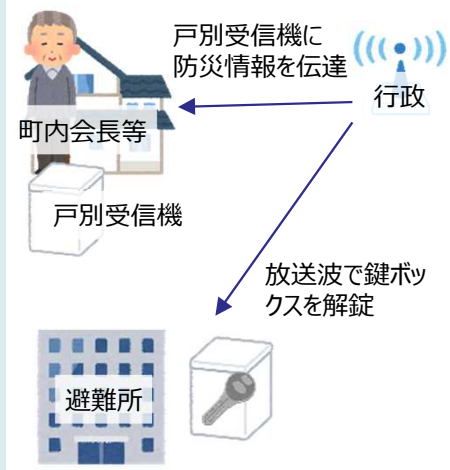 戸別受信機に
防災情報を伝達
行政
町内会長等
戸別受信機
放送波で鍵ボッ
クスを解錠
避難所